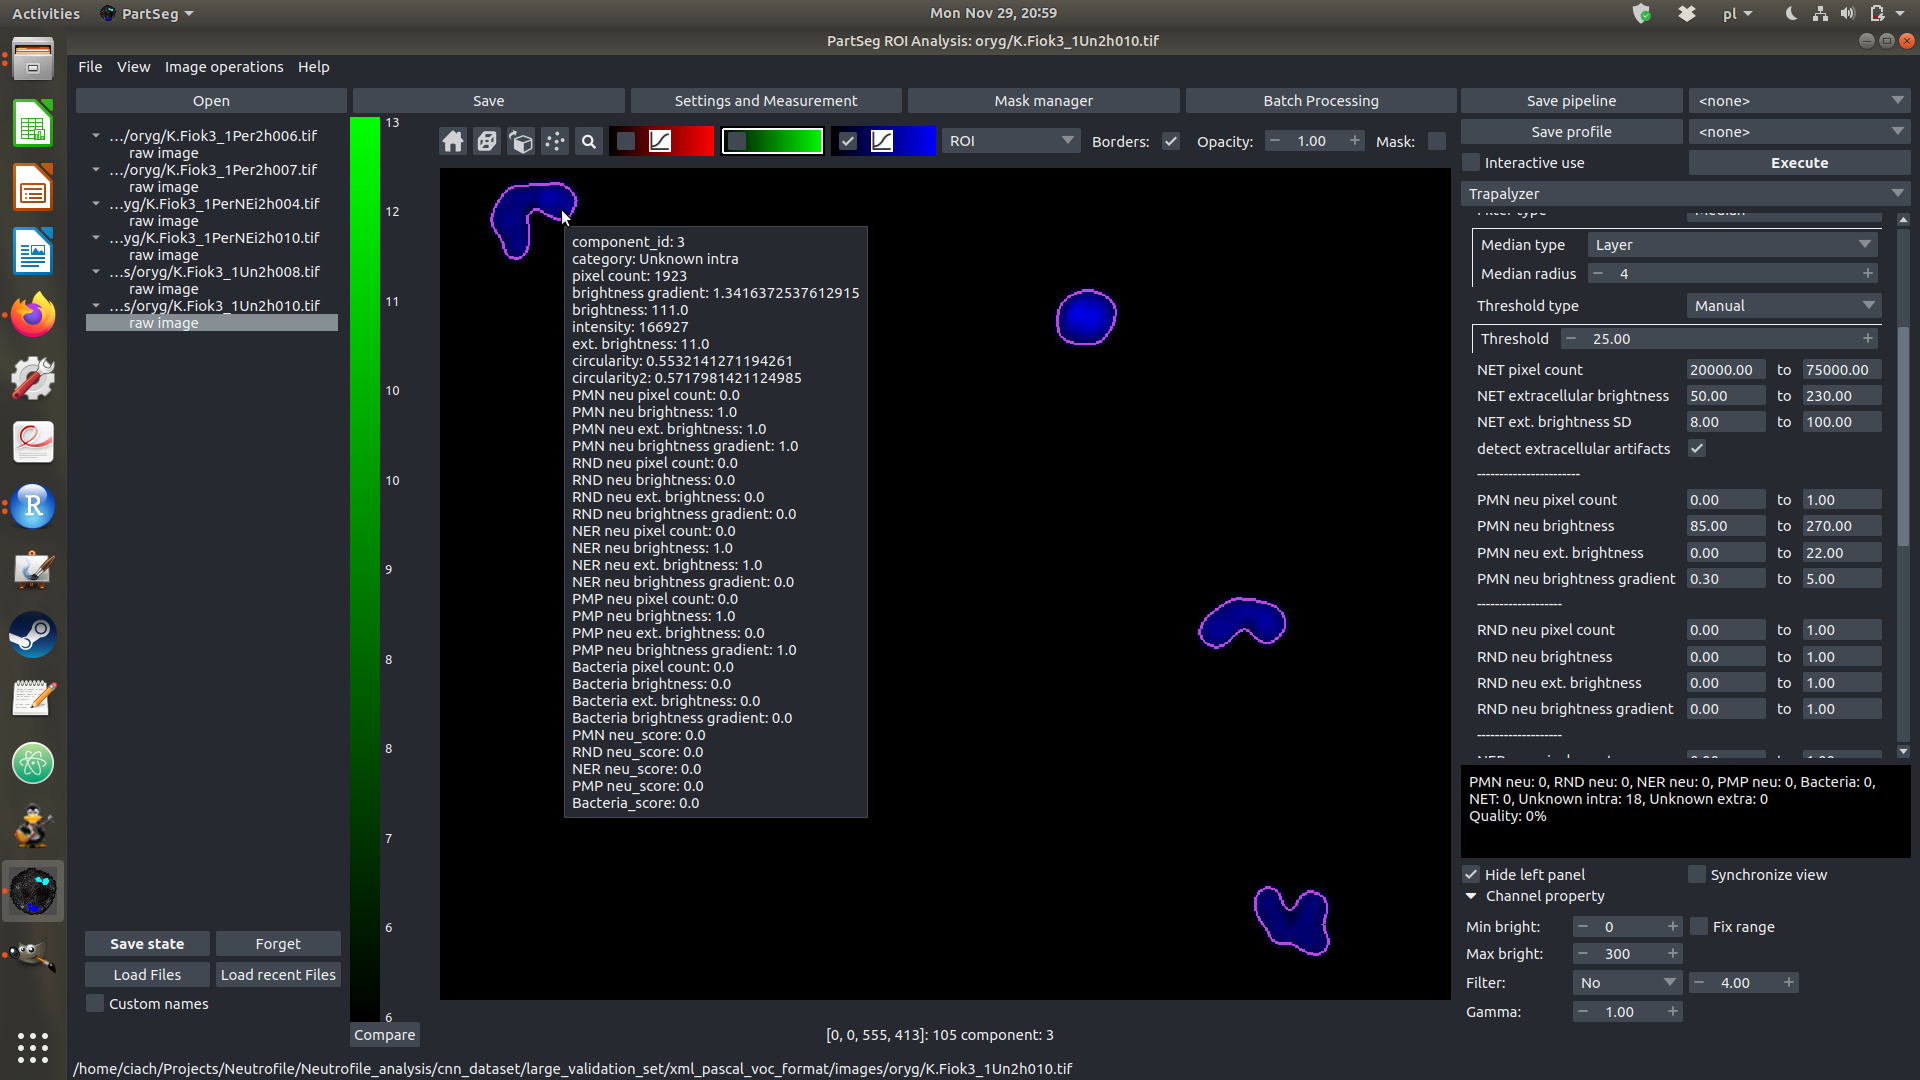 Activities
PartSeg
Mon Nov 29, 20:59
pl
PartSeg ROI Analysis: oryg/K.Fiok3_1Un2h010.tif
File View Image operations Help
Open
Save
Settings and Measurement
Mask manager
Batch Processing
Save pipeline
<none>
Save profile
<none>
Interactive use
Execute
Trapalyzer
.../oryg/K.Fiok3_1Per2h006.tif
raw image
.../oryg/K.Fiok3_1Per2h007.tif
raw image
...yg/K.Fiok3_1PerNEi2h004.tif
raw image
...yg/K.Fiok3_1PerNEi2h010.tif
raw image
...s/oryg/K.Fiok3_1Un2h008.tif
raw image
...s/oryg/K.Fiok3_1Un2h010.tif
raw image
Save state
Forget
Load Files
Load recent Files
Custom names
13
12
11
10
10
9
8
8
7
6
6
Compare
ROI
Borders:
Opacity:
1.00
Mask:
component_id: 3
category: Unknown intra
pixel count: 1923
brightness gradient: 1.3416372537612915
brightness: 111.0
intensity: 166927
ext. brightness: 11.0
circularity: 0.5532141271194261
circularity2: 0.5717981421124985
PMN neu pixel count: 0.0
PMN neu brightness: 1.0
PMN neu ext. brightness: 1.0
PMN neu brightness gradient: 1.0
RND neu pixel count: 0.0
RND neu brightness: 0.0
RND neu ext. brightness: 0.0
RND neu brightness gradient: 0.0
NER neu pixel count: 0.0
NER neu brightness: 1.0
NER neu ext. brightness: 1.0
NER neu brightness gradient: 0.0
PMP neu pixel count: 0.0
PMP neu brightness: 1.0
PMP neu ext. brightness: 0.0
PMP neu brightness gradient: 1.0
Bacteria pixel count: 0.0
Bacteria brightness: 0.0
Bacteria ext. brightness: 0.0
Bacteria brightness gradient: 0.0
PMN neu_score: 0.0
RND neu_score: 0.0
NER neu_score: 0.0
PMP neu_score: 0.0
Bacteria_score: 0.0
[0, 0, 555, 413]: 105 component: 3
Median type Layer
Median radius 4
Threshold type Manual
Threshold 25.00
NET pixel count 20000.00 to 75000.00
NET extracellular brightness 50.00 to 230.00
NET ext. brightness SD 8.00 to 100.00
detect extracellular artifacts
-----------------------
PMN neu pixel count 0.00 to 1.00
PMN neu brightness 85.00 to 270.00
PMN neu ext. brightness 0.00 to 22.00
PMN neu brightness gradient 0.30 to 5.00
-------------------
RND neu pixel count 0.00 to 1.00
RND neu brightness 0.00 to 1.00
RND neu ext. brightness 0.00 to 1.00
RND neu brightness gradient 0.00 to 1.00
-------------------
PMN neu: 0, RND neu: 0, NER neu: 0, PMP neu: 0, Bacteria: 0,
NET: 0, Unknown intra: 18, Unknown extra: 0
Quality: 0%
Hide left panel
Synchronize view
Channel property
Min bright: 0
Fix range
Max bright: 300
Filter: No 4.00
Gamma: 1.00
/home/ciach/Projects/Neutrofile/Neutrofile_analysis/cnn_dataset/large_validation_set/xml_pascal_voc_format/images/oryg/K.Fiok3_1Un2h010.tif